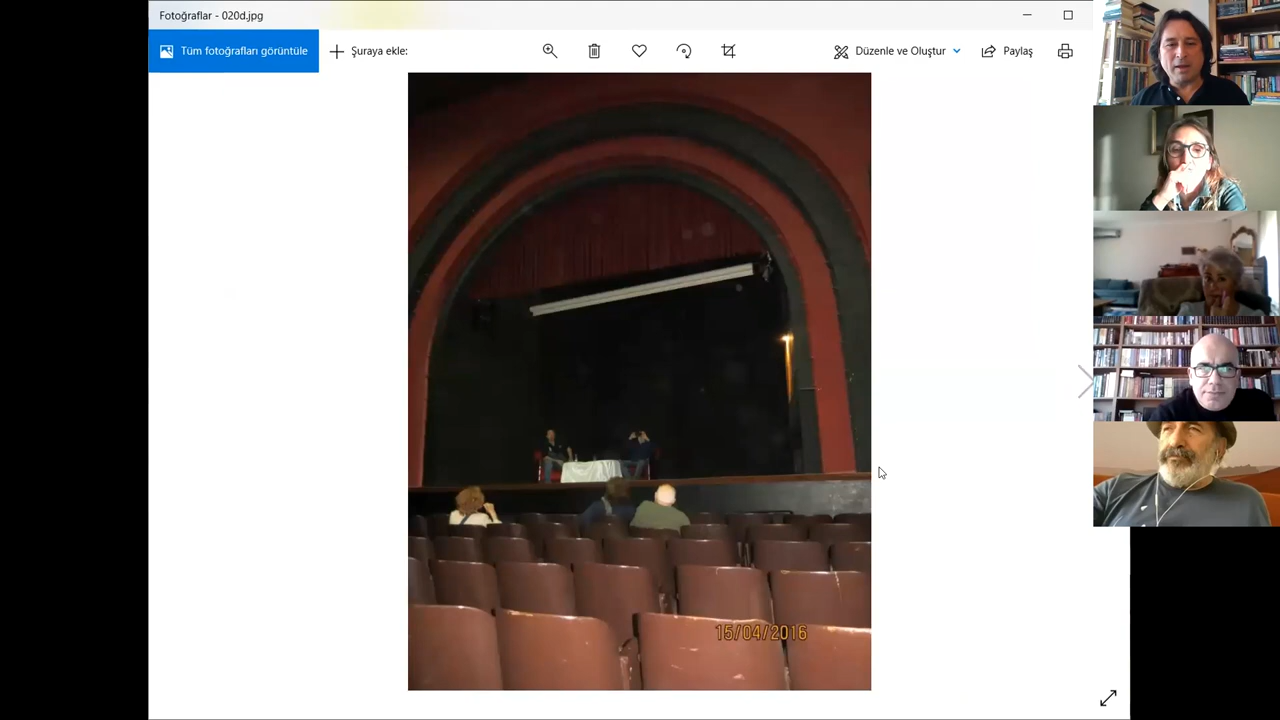 Fotoğraflar - 020d.jpg
Tüm fotoğrafları görüntüle
Şuraya ekle:
Düzenle ve Oluştur
Paylaş
15/04/2016